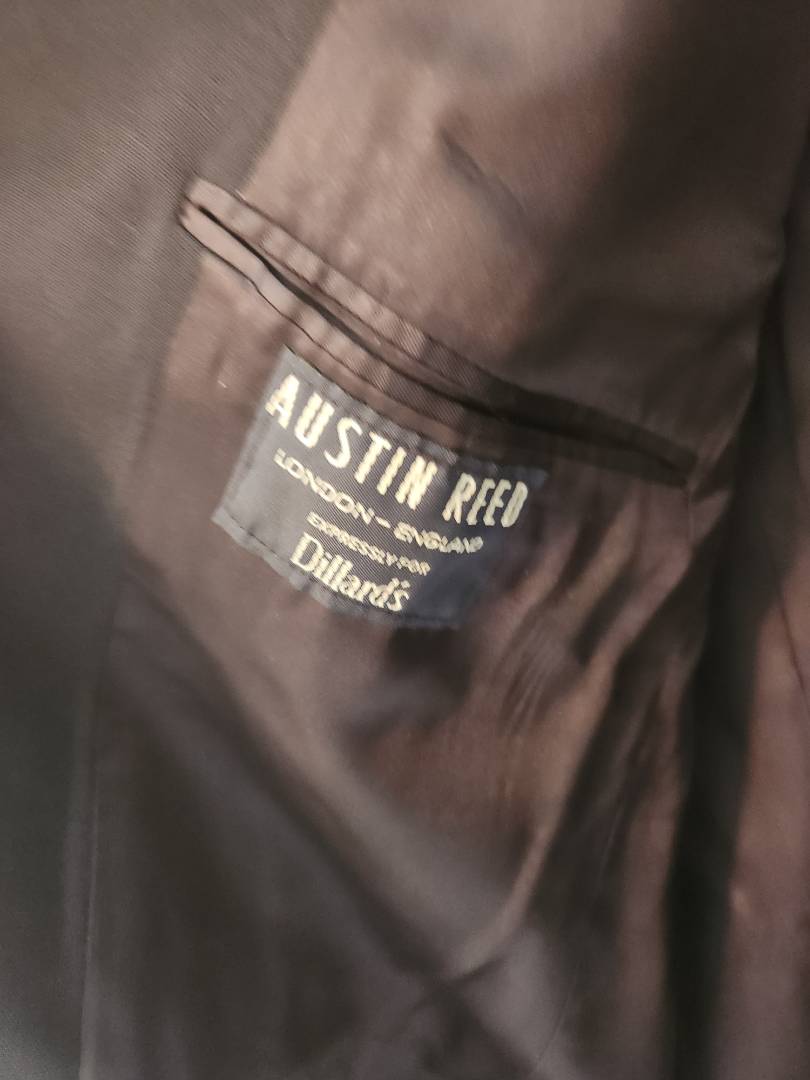 AUSTIN REED
LONDON - ENGLAND
EXPRESSLY FOR
Dillard's